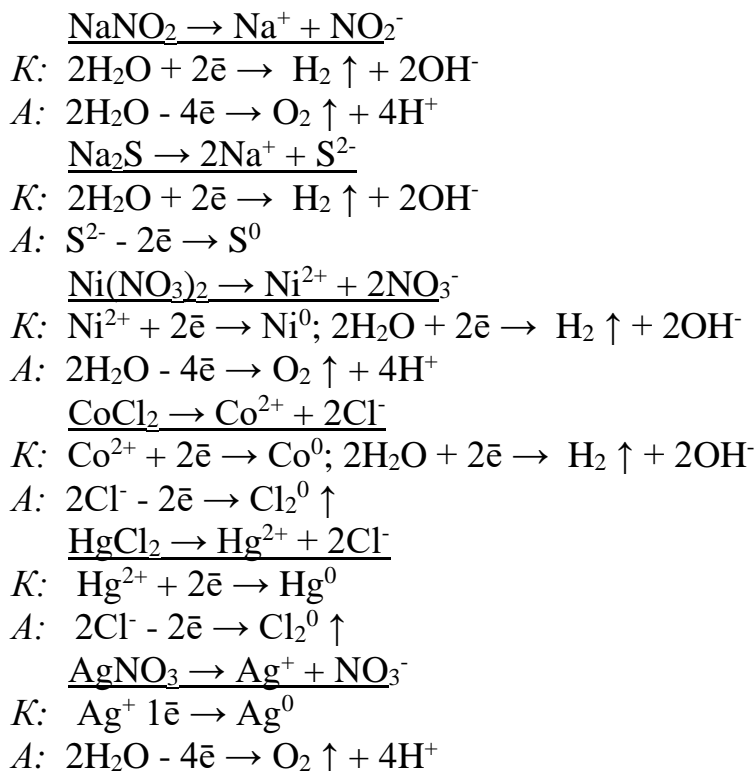 NaNO₂ → Na⁺ + NO₂⁻
К: 2H₂O + 2ē → H₂ ↑ + 2OH⁻
А: 2H₂O - 4ē → O₂ ↑ + 4H⁺
Na₂S → 2Na⁺ + S²⁻
К: 2H₂O + 2ē → H₂ ↑ + 2OH⁻
А: S²⁻ - 2ē → S⁰
Ni(NO₃)₂ → Ni²⁺ + 2NO₃⁻
К: Ni²⁺ + 2ē → Ni⁰; 2H₂O + 2ē → H₂ ↑ + 2OH⁻
А: 2H₂O - 4ē → O₂ ↑ + 4H⁺
CoCl₂ → Co²⁺ + 2Cl⁻
К: Co²⁺ + 2ē → Co⁰; 2H₂O + 2ē → H₂ ↑ + 2OH⁻
А: 2Cl⁻ - 2ē → Cl₂⁰ ↑
HgCl₂ → Hg²⁺ + 2Cl⁻
К: Hg²⁺ + 2ē → Hg⁰
А: 2Cl⁻ - 2ē → Cl₂⁰ ↑
AgNO₃ → Ag⁺ + NO₃⁻
К: Ag⁺ 1ē → Ag⁰
А: 2H₂O - 4ē → O₂ ↑ + 4H⁺